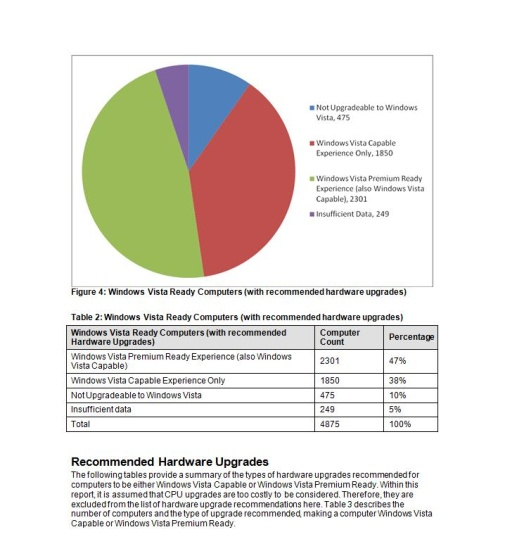 Not Upgradeable to Windows
Vista, 475
Windows Vista Capable
Experience Only, 1850
Windows Vista Premium Ready
Experience (also Windows Vista
Capable), 2301
Insufficient Data, 249
Figure 4: Windows Vista Ready Computers (with recommended hardware upgrades)
Table 2: Windows Vista Ready Computers (with recommended hardware upgrades)
Windows Vista Ready Computers (with recommended
Hardware Upgrades)
Computer
Count
Percentage
Windows Vista Premium Ready Experience (also Windows
Vista Capable)
2301
47%
Windows Vista Capable Experience Only
1850
38%
Not Upgradeable to Windows Vista
475
10%
Insufficient data
249
5%
Total
4875
100%
Recommended Hardware Upgrades
The following tables provide a summary of the types of hardware upgrades recommended for
computers to be either Windows Vista Capable or Windows Vista Premium Ready. Within this
report, it is assumed that CPU upgrades are too costly to be considered. Therefore, they are
excluded from the list of hardware upgrade recommendations here. Table 3 describes the
number of computers and the type of upgrade recommended, making a computer Windows Vista
Capable or Windows Vista Premium Ready.